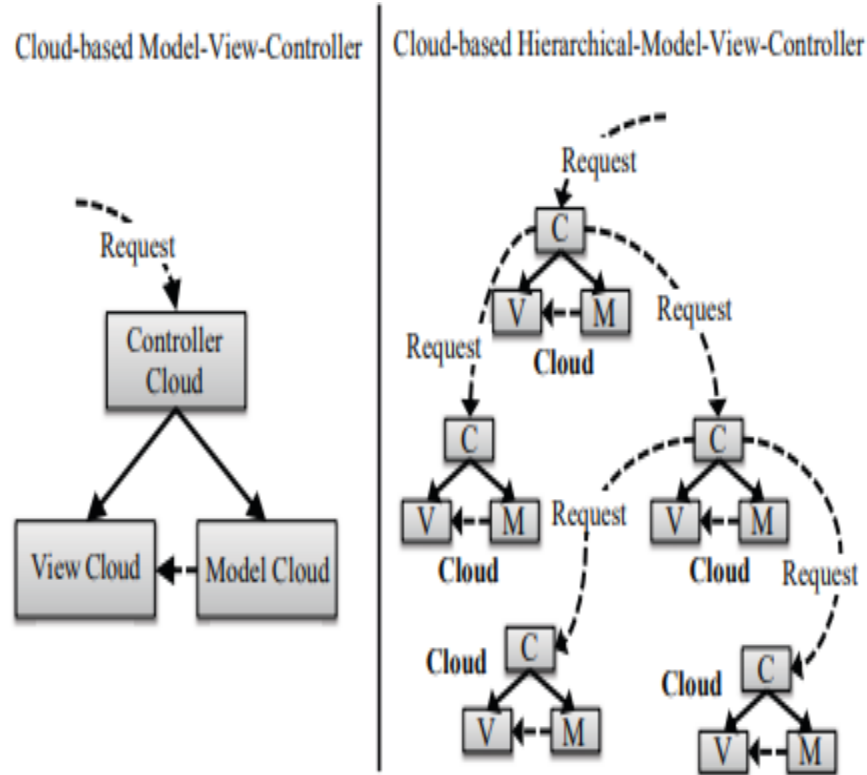 Cloud-based Model-View-Controller
Request
Controller
Cloud
View Cloud
Model Cloud
Cloud-based Hierarchical-Model-View-Controller
Request
C
V
M
Cloud
Request
Request
C
V
M
Cloud
C
V
M
Cloud
Request
Request
Cloud
C
V
M
Cloud
C
V
M